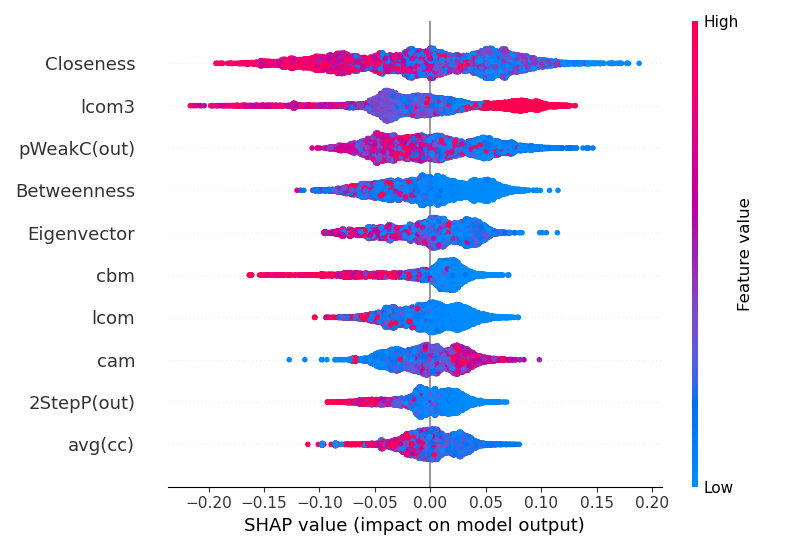 High
Closeness
lcom3
pWeakC(out)
Betweenness
Eigenvector
cbm
lcom
cam
2StepP(out)
avg(cc)
Feature value
Low
−0.20 −0.15 −0.10 −0.05 0.00 0.05 0.10 0.15 0.20
SHAP value (impact on model output)